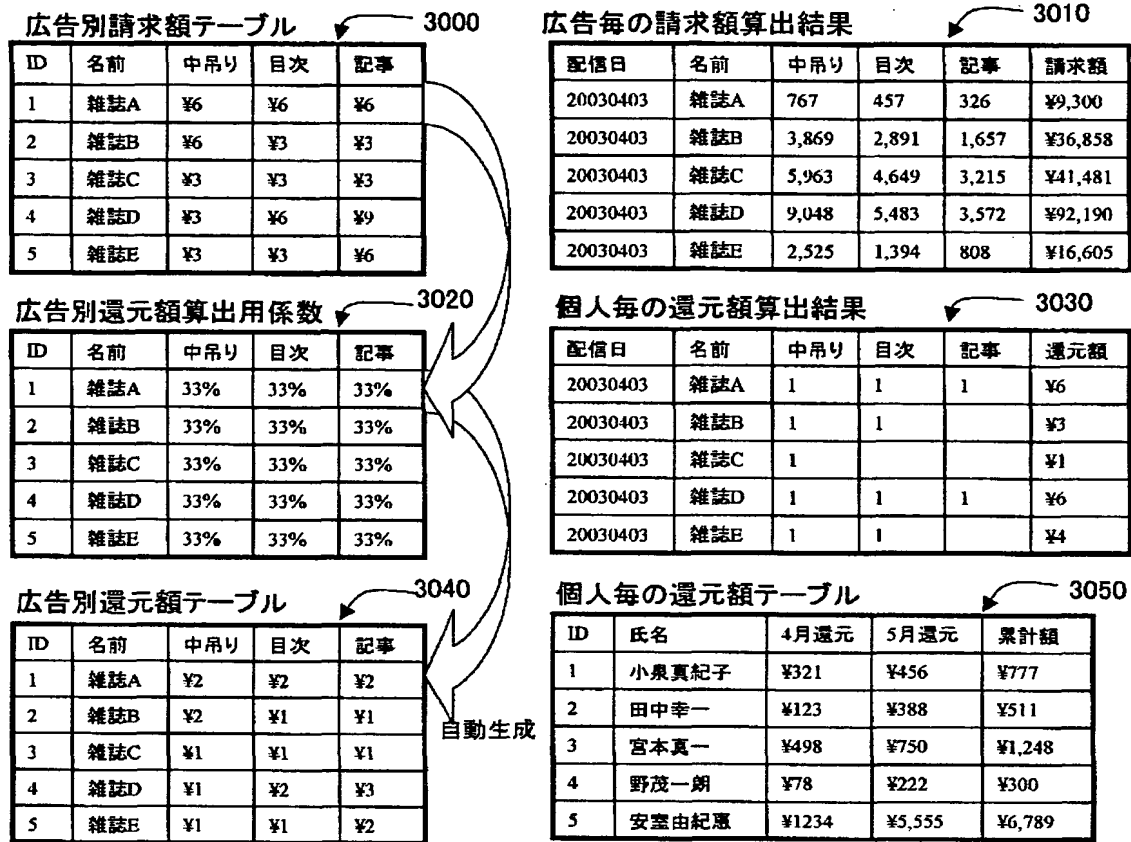 広告別請求額テーブル 3000
ID 名前 中吊り 目次 記事
1 雑誌A ¥6 ¥6 ¥6
2 雑誌B ¥6 ¥3 ¥3
3 雑誌C ¥3 ¥3 ¥3
4 雑誌D ¥3 ¥6 ¥9
5 雑誌E ¥3 ¥3 ¥6
広告毎の請求額算出結果 3010
配信日 名前 中吊り 目次 記事 請求額
20030403 雑誌A 767 457 326 ¥9,300
20030403 雑誌B 3,869 2,891 1,657 ¥36,858
20030403 雑誌C 5,963 4,649 3,215 ¥41,481
20030403 雑誌D 9,048 5,483 3,572 ¥92,190
20030403 雑誌E 2,525 1,394 808 ¥16,605
広告別還元額算出用係数 3020
ID 名前 中吊り 目次 記事
1 雑誌A 33% 33% 33%
2 雑誌B 33% 33% 33%
3 雑誌C 33% 33% 33%
4 雑誌D 33% 33% 33%
5 雑誌E 33% 33% 33%
個人毎の還元額算出結果 3030
配信日 名前 中吊り 目次 記事 還元額
20030403 雑誌A 1 1 1 ¥6
20030403 雑誌B 1 1 ¥3
20030403 雑誌C 1 ¥1
20030403 雑誌D 1 1 1 ¥6
20030403 雑誌E 1 1 ¥4
広告別還元額テーブル 3040
ID 名前 中吊り 目次 記事
1 雑誌A ¥2 ¥2 ¥2
2 雑誌B ¥2 ¥1 ¥1
3 雑誌C ¥1 ¥1 ¥1
4 雑誌D ¥1 ¥2 ¥3
5 雑誌E ¥1 ¥1 ¥2
自動生成
個人毎の還元額テーブル 3050
ID 氏名 4月還元 5月還元 累計額
1 小泉真紀子 ¥321 ¥456 ¥777
2 田中幸一 ¥123 ¥388 ¥511
3 宮本真一 ¥498 ¥750 ¥1,248
4 野茂一朗 ¥78 ¥222 ¥300
5 安室由紀恵 ¥1234 ¥5,555 ¥6,789